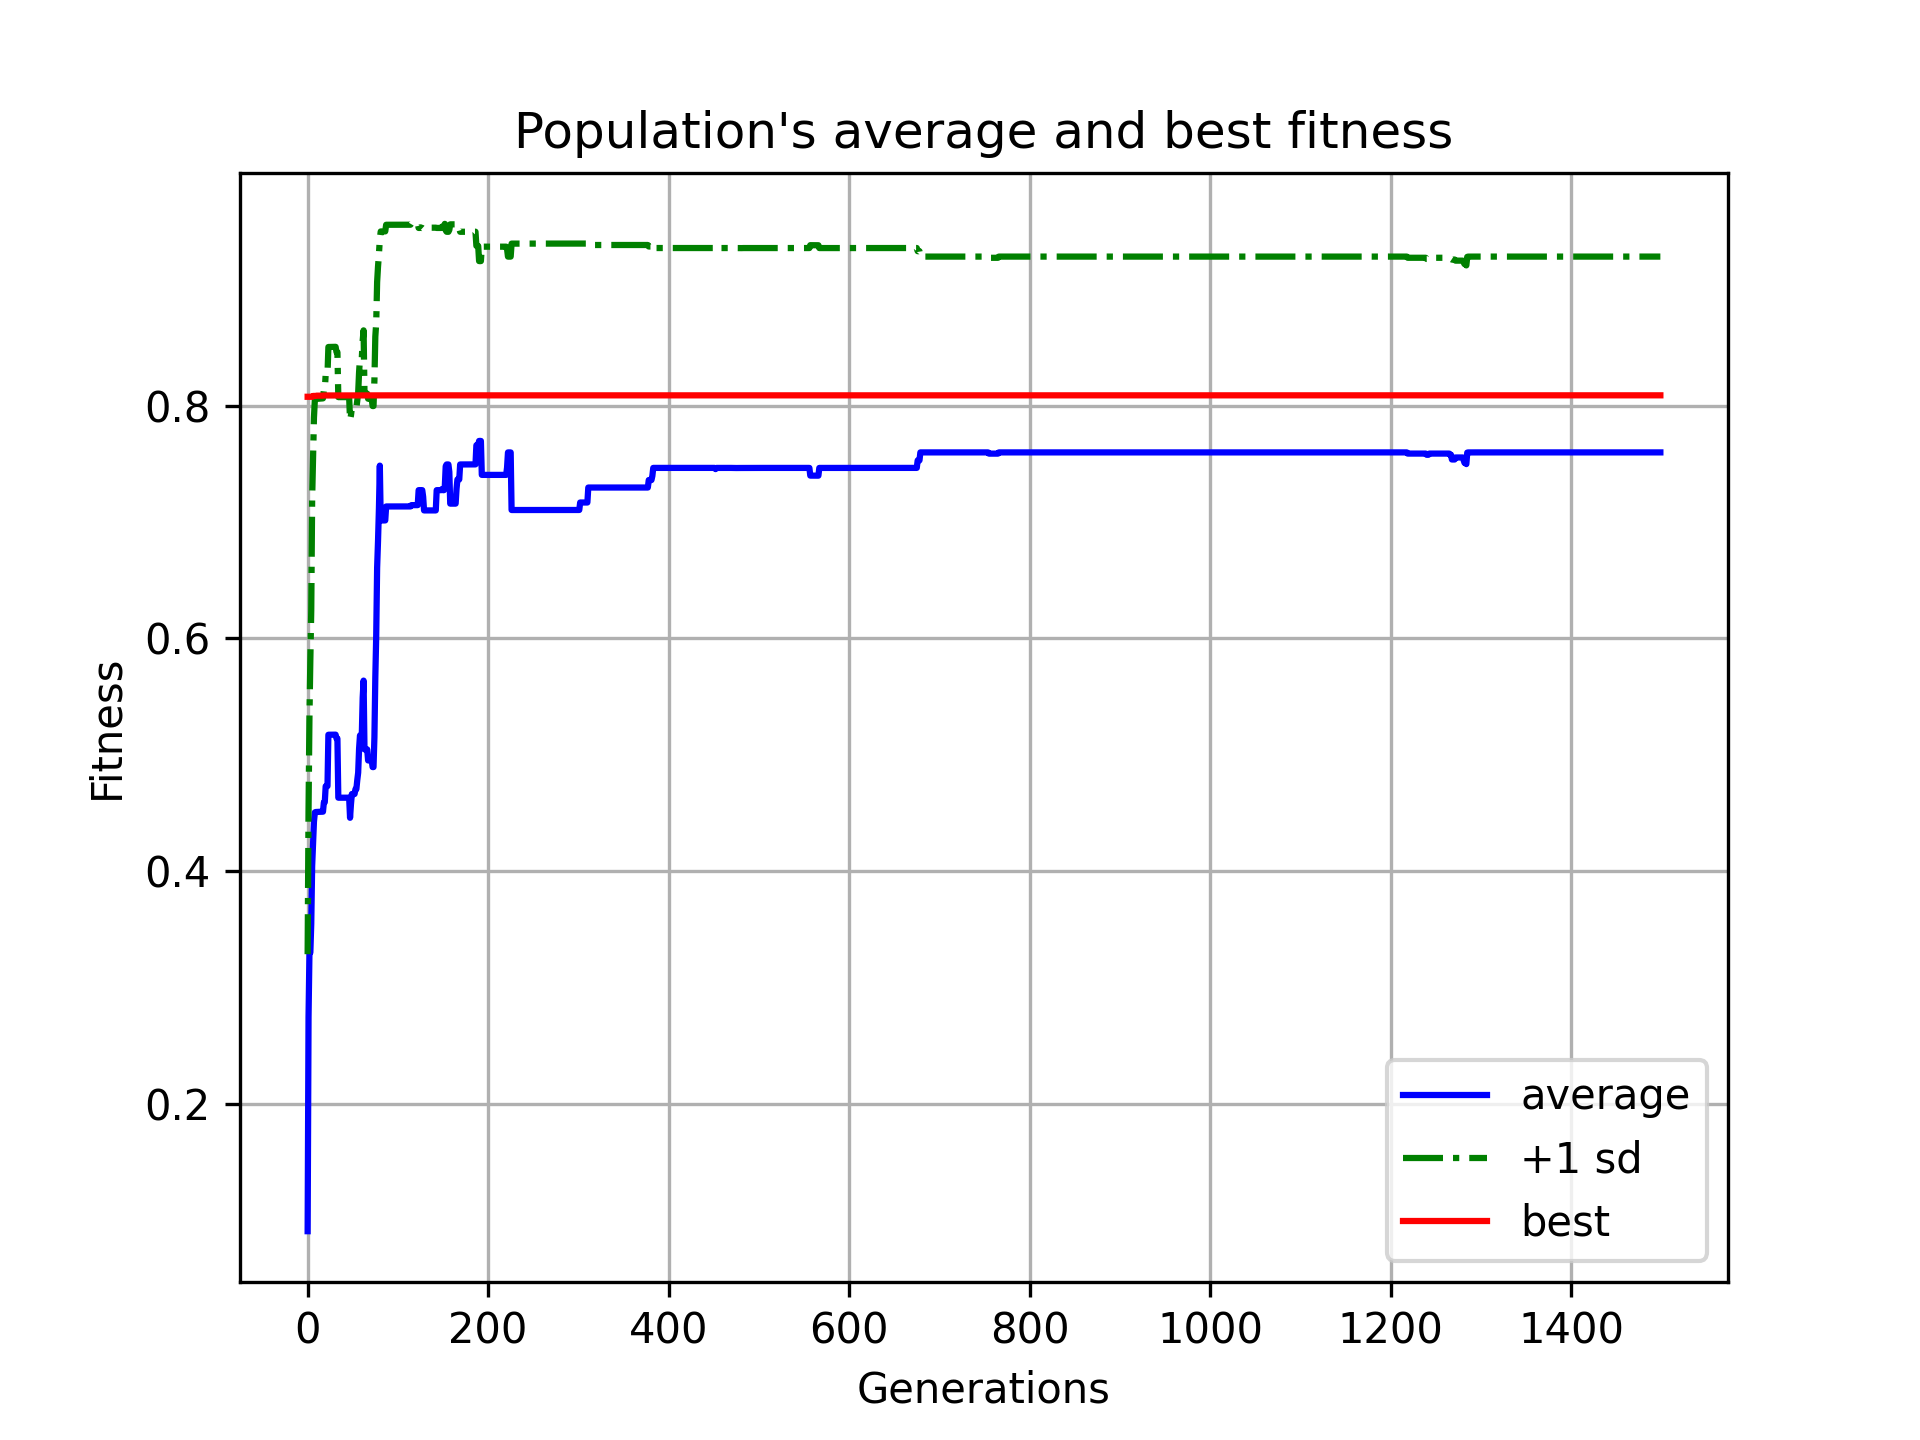 Population's average and best fitness
0.8
0.6
0.4
0.2
Fitness
average
+1 sd
best
0 200 400 600 800 1000 1200 1400
Generations